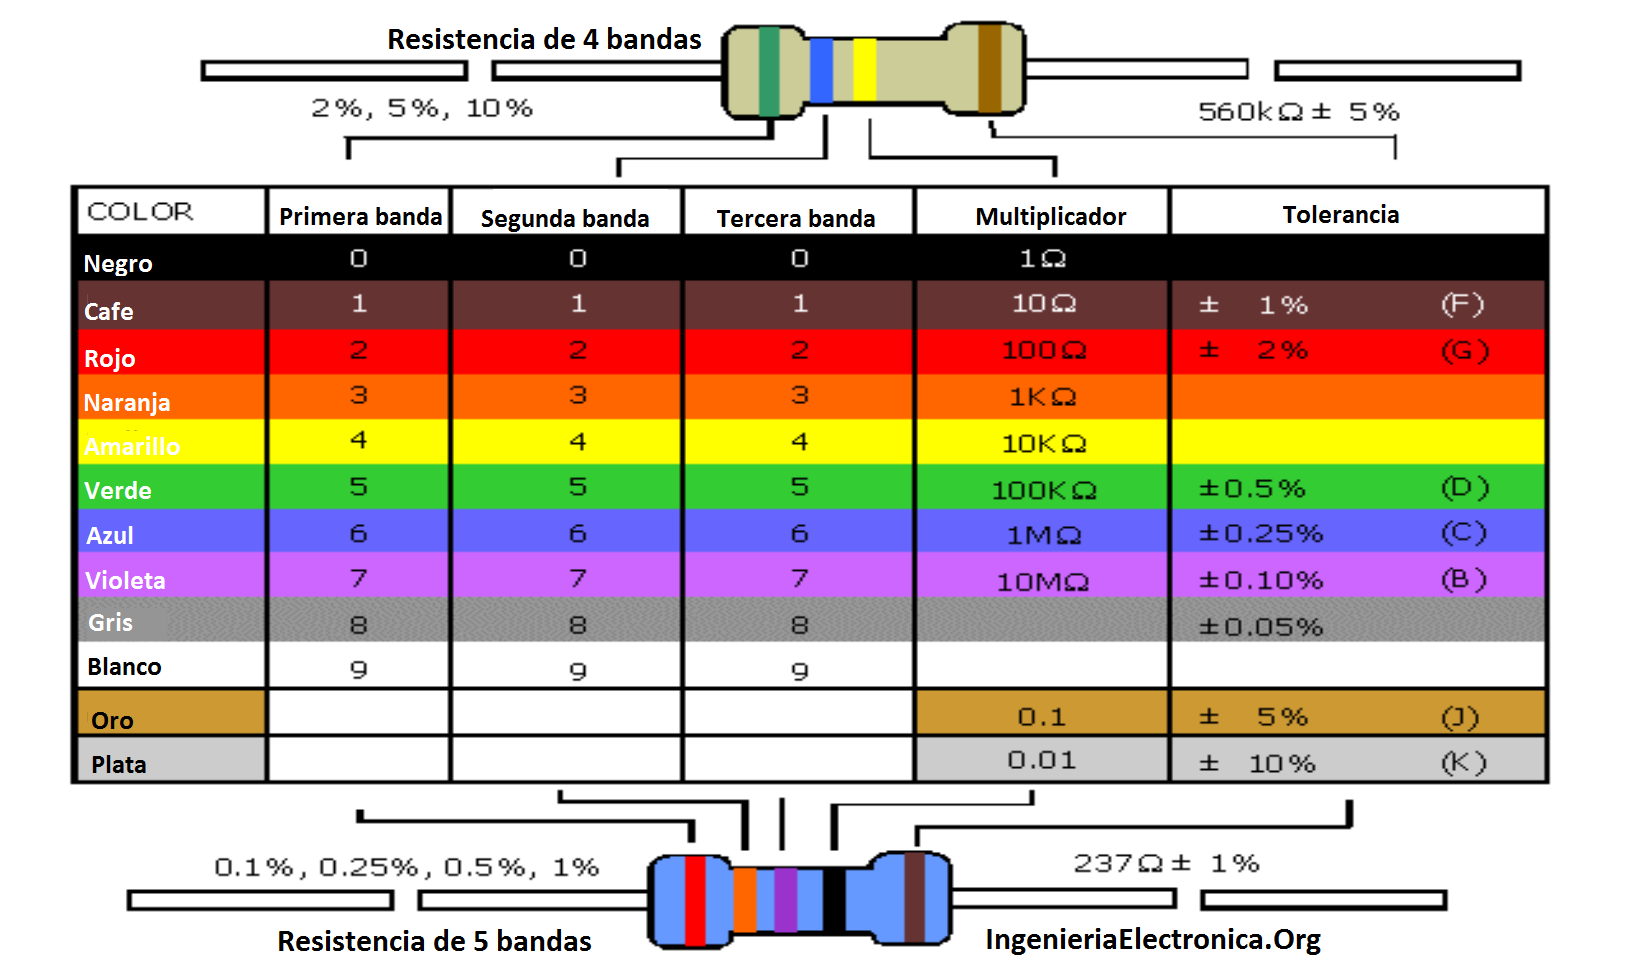 Resistencia de 4 bandas
2%, 5%, 10%
560kΩ ± 5%
COLOR Primera banda Segunda banda Tercera banda Multiplicador Tolerancia
Negro 0 0 0 1Ω
Cafe 1 1 1 10Ω ± 1% (F)
Rojo 2 2 2 100Ω ± 2% (G)
Naranja 3 3 3 1KΩ
Amarillo 4 4 4 10KΩ
Verde 5 5 5 100KΩ ±0.5% (D)
Azul 6 6 6 1MΩ ±0.25% (C)
Violeta 7 7 7 10MΩ ±0.10% (B)
Gris 8 8 8 ±0.05%
Blanco 9 9 9
Oro 0.1 ± 5% (J)
Plata 0.01 ± 10% (K)
0.1%, 0.25%, 0.5%, 1%
237Ω ± 1%
Resistencia de 5 bandas
IngenieriaElectronica.Org